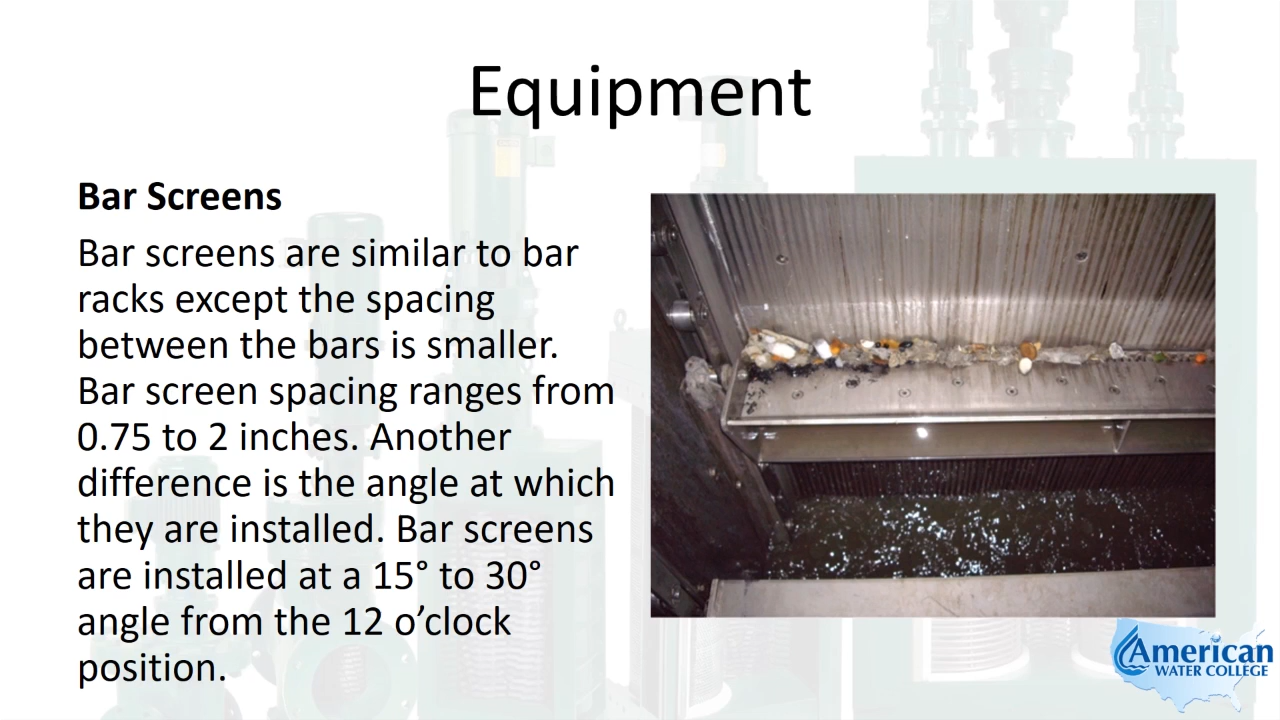 Equipment
Bar Screens
Bar screens are similar to bar
racks except the spacing
between the bars is smaller.
Bar screen spacing ranges from
0.75 to 2 inches. Another
difference is the angle at which
they are installed. Bar screens
are installed at a 15° to 30°
angle from the 12 o’clock
position.
American
WATER COLLEGE